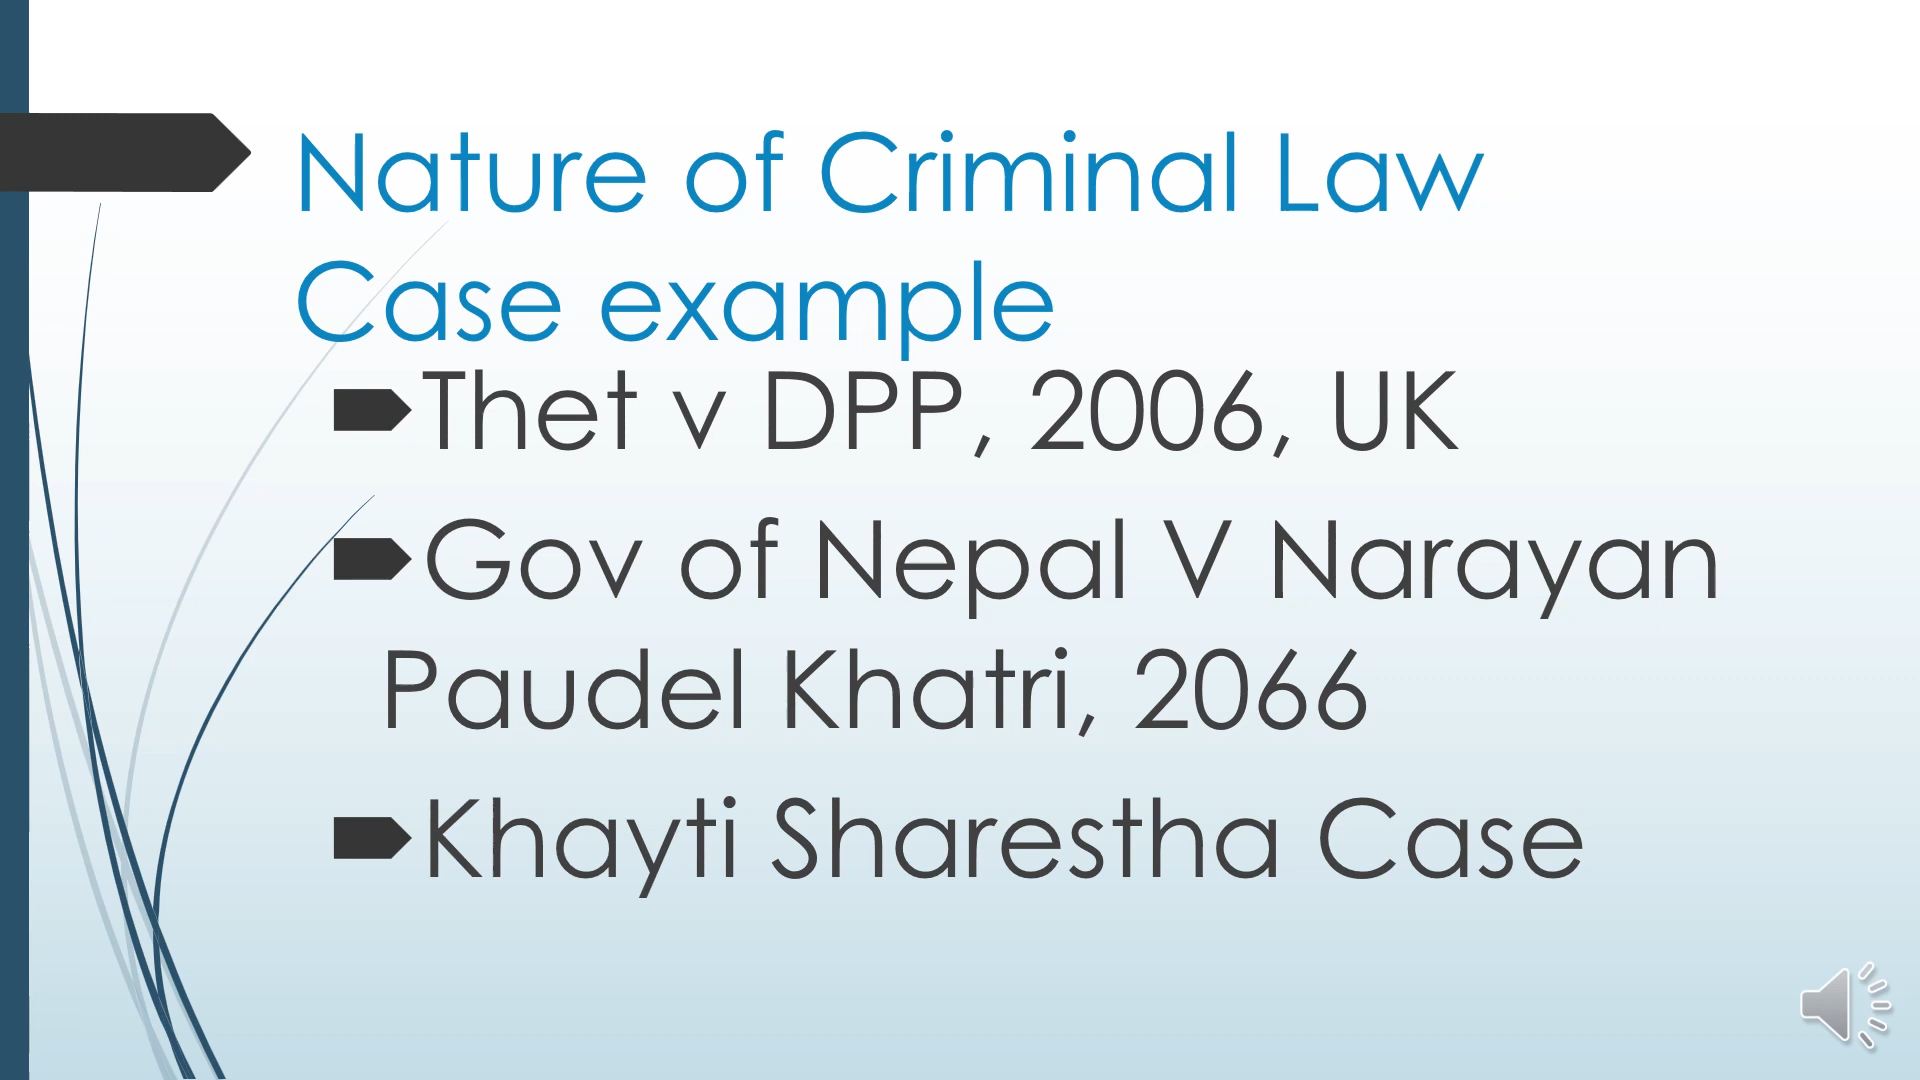 Nature of Criminal Law
Case example
Thet v DPP, 2006, UK
Gov of Nepal V Narayan
Paudel Khatri, 2066
Khayti Sharestha Case